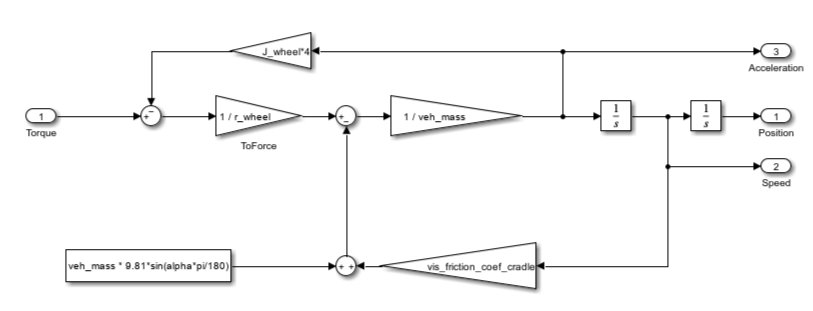 J_wheel*4
3
Acceleration
1
Torque
−
+
1 / r_wheel
ToForce
+
−
1 / veh_mass
1
s
1
s
1
Position
2
Speed
veh_mass * 9.81*sin(alpha*pi/180)
+ +
vis_friction_coef_cradle